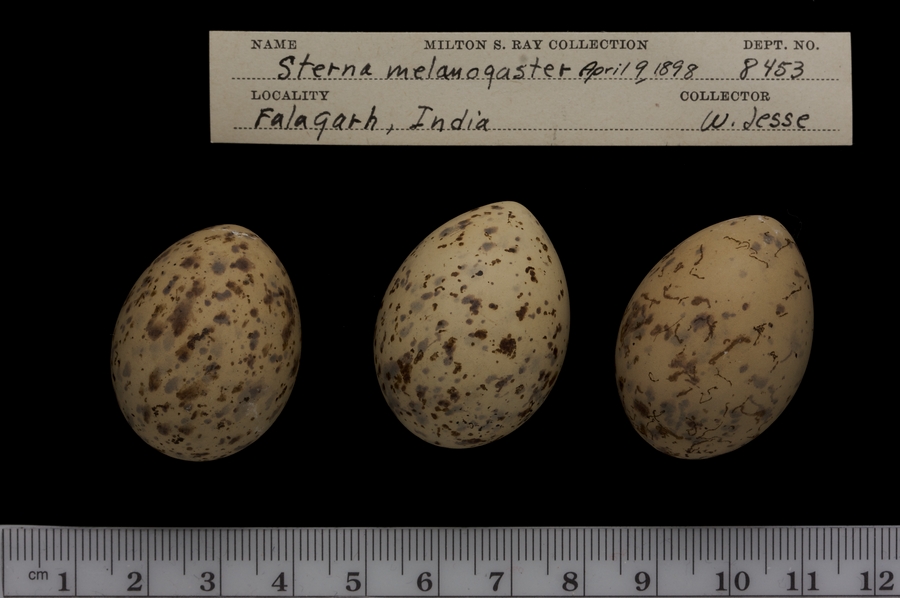 NAME MILTON S. RAY COLLECTION DEPT. NO.
Sterna melanogaster April 9, 1898 8453
LOCALITY COLLECTOR
Falagarh, India W. Jesse
cm 1 2 3 4 5 6 7 8 9 10 11 12